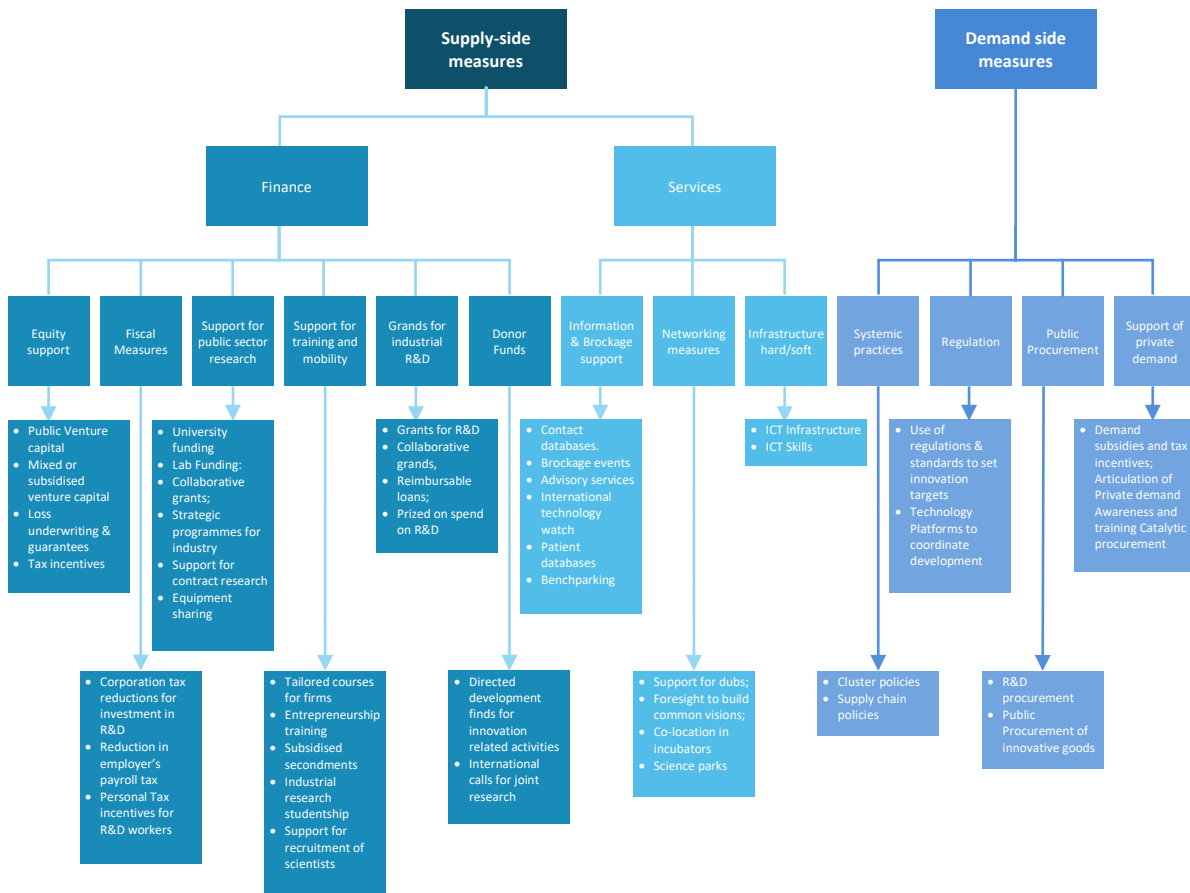 Supply-side
measures
Demand side
measures
Finance
Services
Equity
support
Fiscal
Measures
Support for
public sector
research
Support for
training and
mobility
Grands for
industrial
R&D
Donor
Funds
Information
& Brockage
support
Networking
measures
Infrastructure
hard/soft
Systemic
practices
Regulation
Public
Procurement
Support of
private
demand
• Public Venture
capital
• Mixed or
subsidised
venture capital
• Loss
underwriting &
guarantees
• Tax incentives
• University
funding
• Lab Funding:
• Collaborative
grants;
• Strategic
programmes for
industry
• Support for
contract research
• Equipment
sharing
• Grants for R&D
• Collaborative
grands,
• Reimbursable
loans;
• Prized on spend
on R&D
• Contact
databases.
• Brockage events
• Advisory services
• International
technology
watch
• Patient
databases
• Benchparking
• ICT Infrastructure
• ICT Skills
• Use of
regulations &
standards to set
innovation
targets
• Technology
Platforms to
coordinate
development
• Demand
subsidies and tax
incentives;
Articulation of
Private demand
Awareness and
training Catalytic
procurement
• Corporation tax
reductions for
investment in
R&D
• Reduction in
employer's
payroll tax
• Personal Tax
incentives for
R&D workers
• Tailored courses
for firms
• Entrepreneurship
training
• Subsidised
secondments
• Industrial
research
studentship
• Support for
recruitment of
scientists
• Directed
development
finds for
innovation
related activities
• International
calls for joint
research
• Support for dubs;
• Foresight to build
common visions;
• Co-location in
incubators
• Science parks
• Cluster policies
• Supply chain
policies
• R&D
procurement
• Public
Procurement of
innovative goods